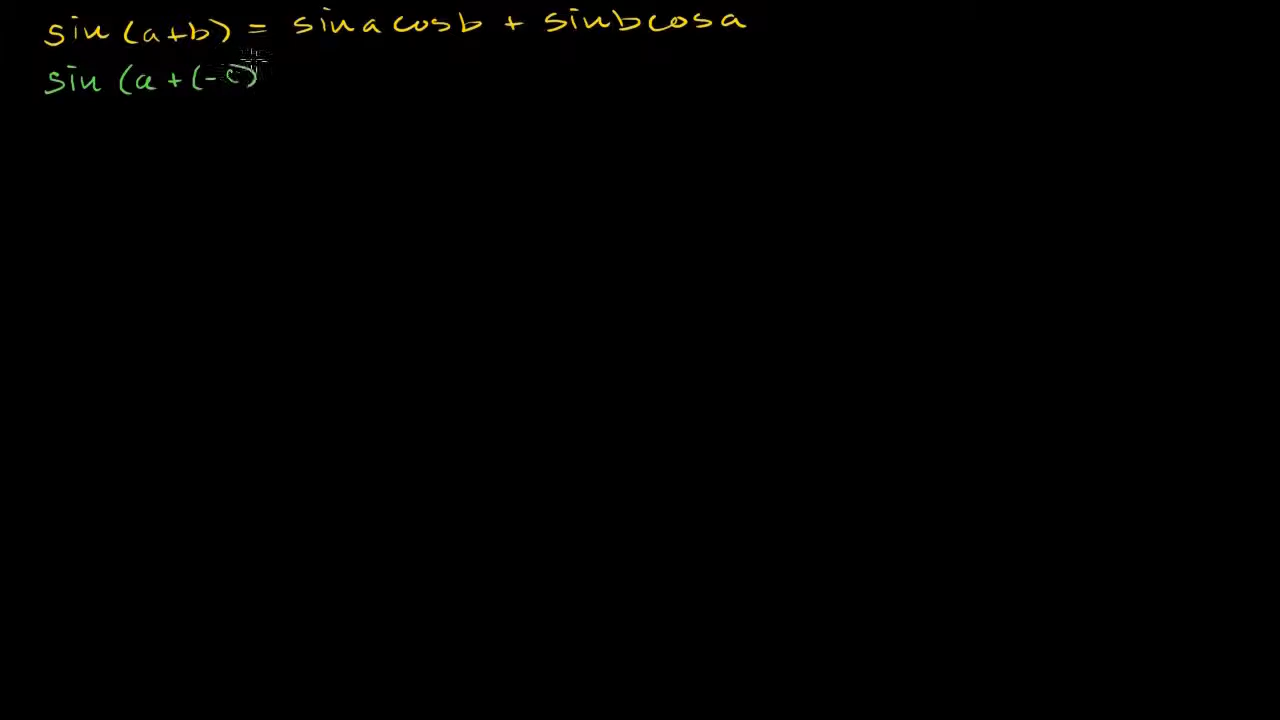 sin (a+b) = sin a cos b + sin b cos a
sin (a + (-c)